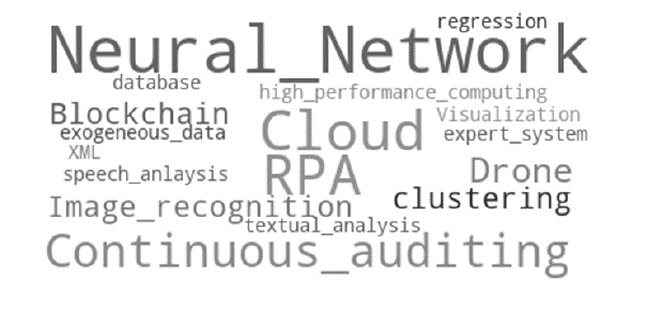 regression
Neural_Network
database
high_performance_computing
Blockchain
Cloud
Visualization
exogeneous_data
expert_system
XML
speech_anlaysis
RPA
Drone
Image_recognition
clustering
textual_analysis
Continuous_auditing